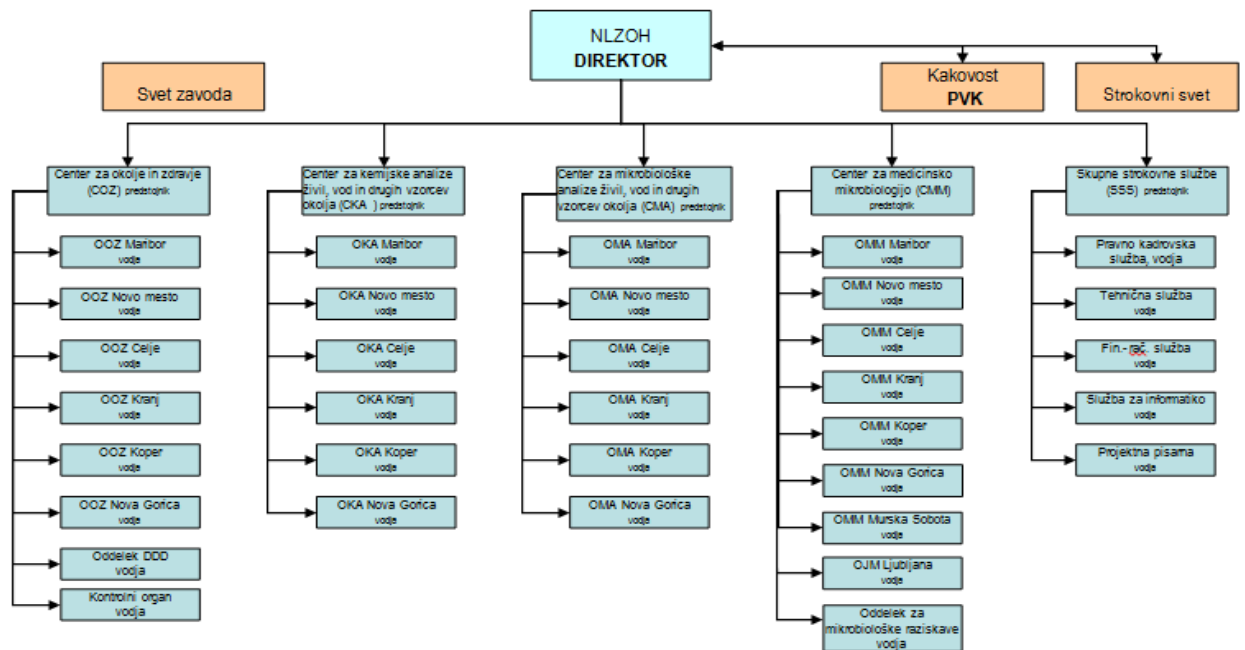 NLZOH
DIREKTOR
Svet zavoda
Kakovost
PVK
Strokovni svet
Center za okolje in zdravje
(COZ) predstojnik
OOZ Maribor
vodja
OOZ Novo mesto
vodja
OOZ Celje
vodja
OOZ Kranj
vodja
OOZ Koper
vodja
OOZ Nova Gorica
vodja
Oddelek DDD
vodja
Kontrolni organ
vodja
Center za kemijske analize
živil, vod in drugih vzorcev
okolja (CKA ) predstojnik
OKA Maribor
vodja
OKA Novo mesto
vodja
OKA Celje
vodja
OKA Kranj
vodja
OKA Koper
vodja
OKA Nova Gorica
vodja
Center za mikrobiološke
analize živil, vod in drugih
vzorcev okolja (CMA) predstojnik
OMA Maribor
vodja
OMA Novo mesto
vodja
OMA Celje
vodja
OMA Kranj
vodja
OMA Koper
vodja
OMA Nova Gorica
vodja
Center za medicinsko
mikrobiologijo (CMM)
predstojnik
OMM Maribor
vodja
OMM Novo mesto
vodja
OMM Celje
vodja
OMM Kranj
vodja
OMM Koper
vodja
OMM Nova Gorica
vodja
OMM Murska Sobota
vodja
OJM Ljubljana
vodja
Oddelek za
mikrobiološke raziskave
vodja
Skupne strokovne službe
(SSS) predstojnik
Pravno kadrovska
služba, vodja
Tehnična služba
vodja
Fin.-rač. služba
vodja
Služba za informatiko
vodja
Projektna pisarna
vodja